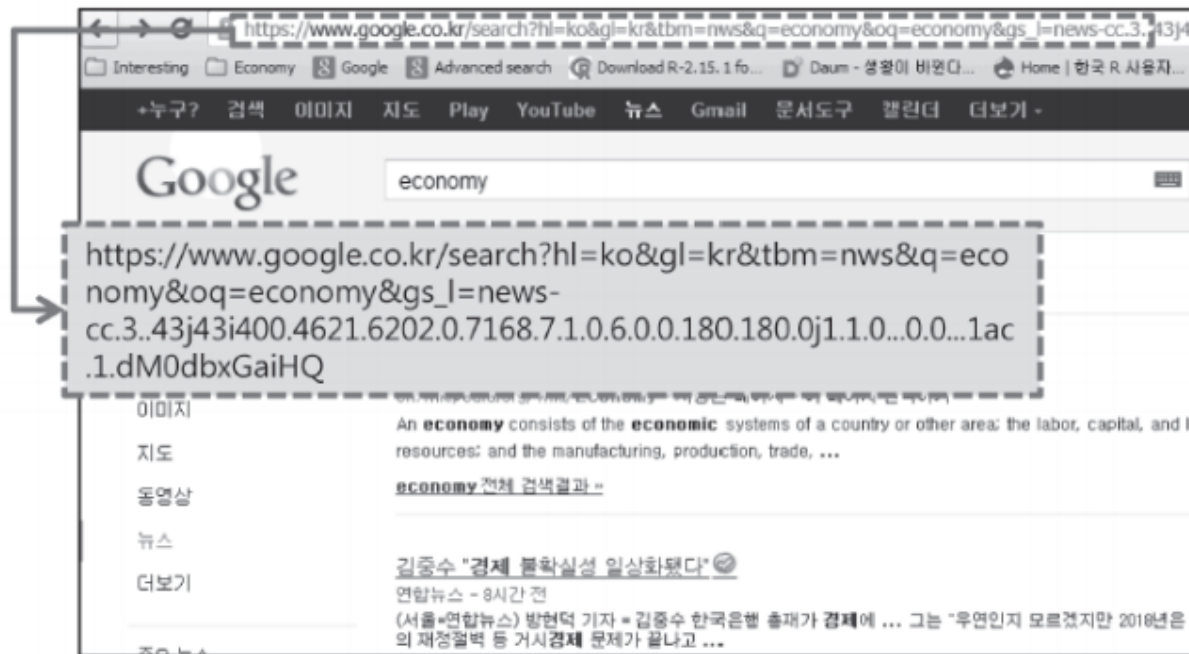 https://www.google.co.kr/search?hl=ko&gl=kr&tbm=nws&q=economy&oq=economy&gs_l=news-cc.3..43j4
Interesting Economy Google Advanced search Download R-2.15.1 fo... Daum - 생활이 바뀐다... Home | 한국 R 사용자...
+누구? 검색 이미지 지도 Play YouTube 뉴스 Gmail 문서도구 캘린더 더보기
Google economy
https://www.google.co.kr/search?hl=ko&gl=kr&tbm=nws&q=eco
nomy&oq=economy&gs_l=news-
cc.3..43j43i400.4621.6202.0.7168.7.1.0.6.0.0.180.180.0j1.1.0...0.0...1ac
.1.dM0dbxGaiHQ
이미지
An economy consists of the economic systems of a country or other area; the labor, capital, and
지도
resources; and the manufacturing, production, trade, ...
동영상
economy 전체 검색결과 »
뉴스
김중수 "경제 불확실성 일상화됐다"
더보기
연합뉴스 - 8시간 전
(서울=연합뉴스) 방현덕 기자 = 김중수 한국은행 총재가 경제에 ... 그는 "우연인지 모르겠지만
의 재정절벽 등 거시경제 문제가 끝나고 ...